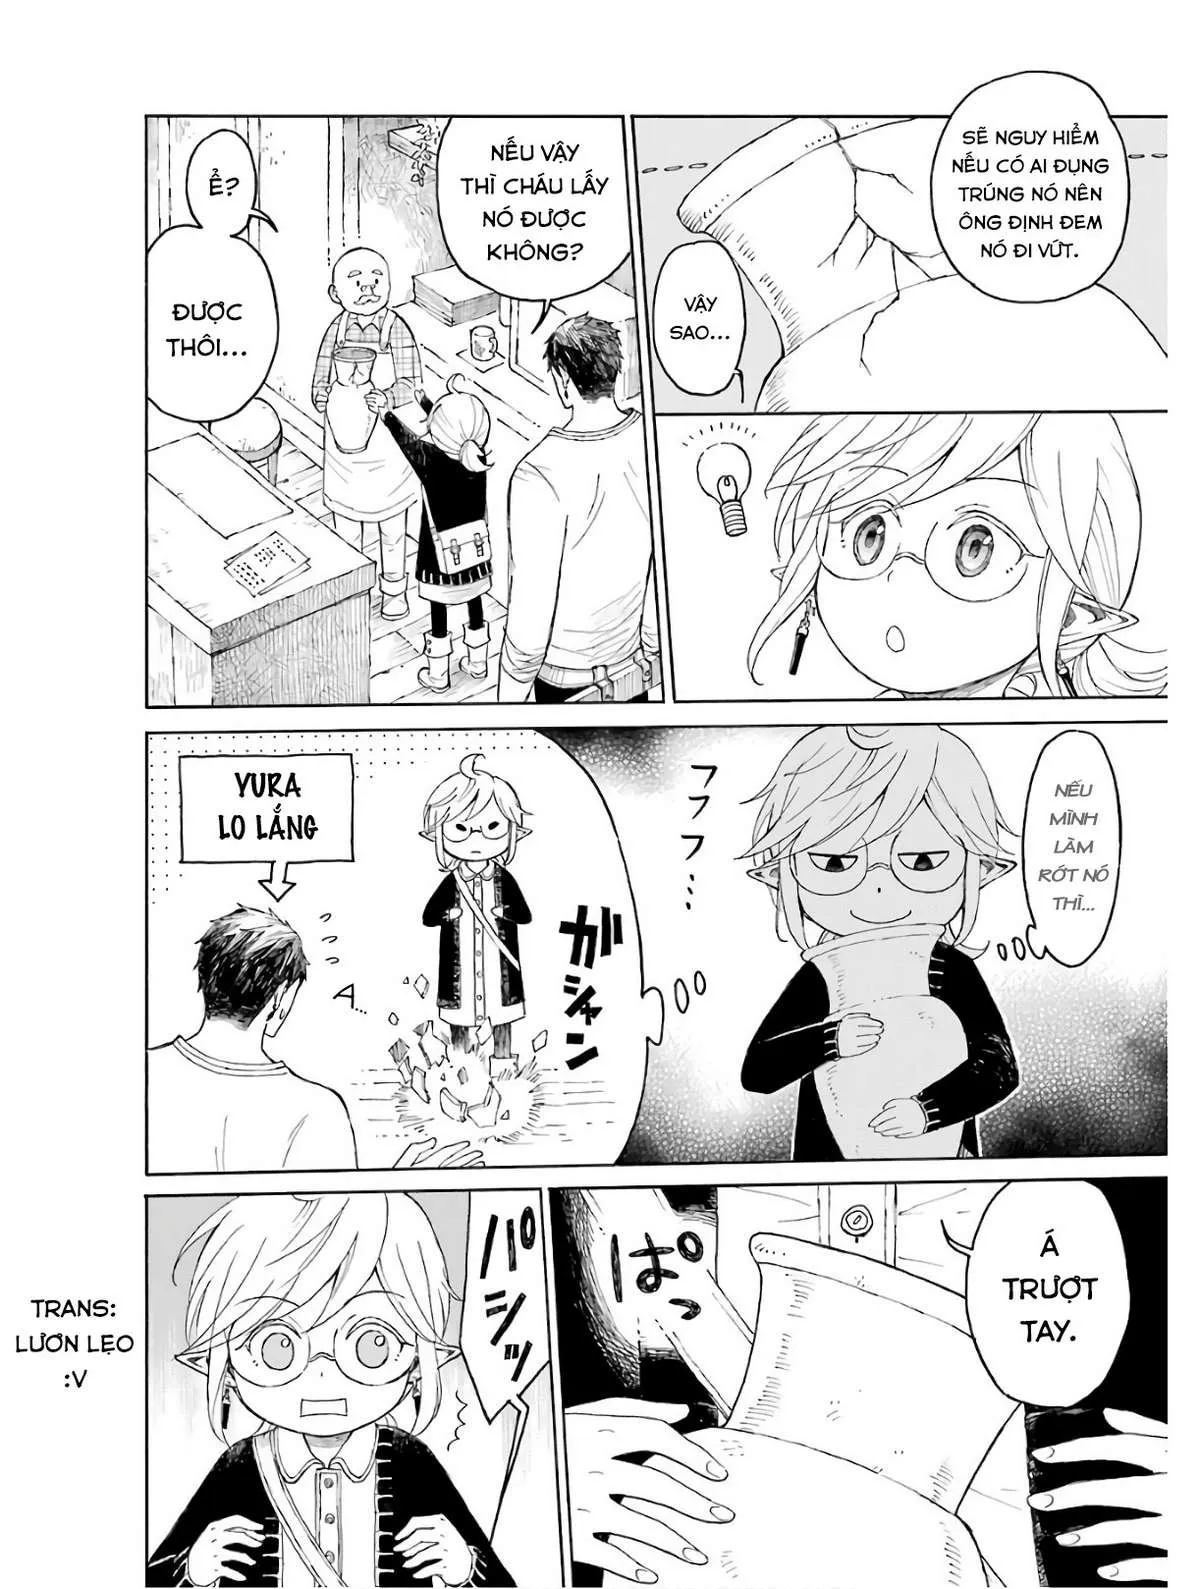 SẼ NGUY HIỂM
NẾU CÓ AI ĐỤNG
TRÚNG NÓ NÊN
ÔNG ĐỊNH ĐEM
NÓ ĐI VỨT.
VẬY
SAO...
NẾU VẬY
THÌ CHÁU LẤY
NÓ ĐƯỢC
KHÔNG?
Ể?
ĐƯỢC
THÔI...
NẾU
MÌNH
LÀM
RỚT NÓ
THÌ...
フフフフ…
ガシャン
YURA
LO LẮNG
Á
TRƯỢT
TAY.
ぱっ
パシッ
TRANS:
LƯƠN LẸO
:V